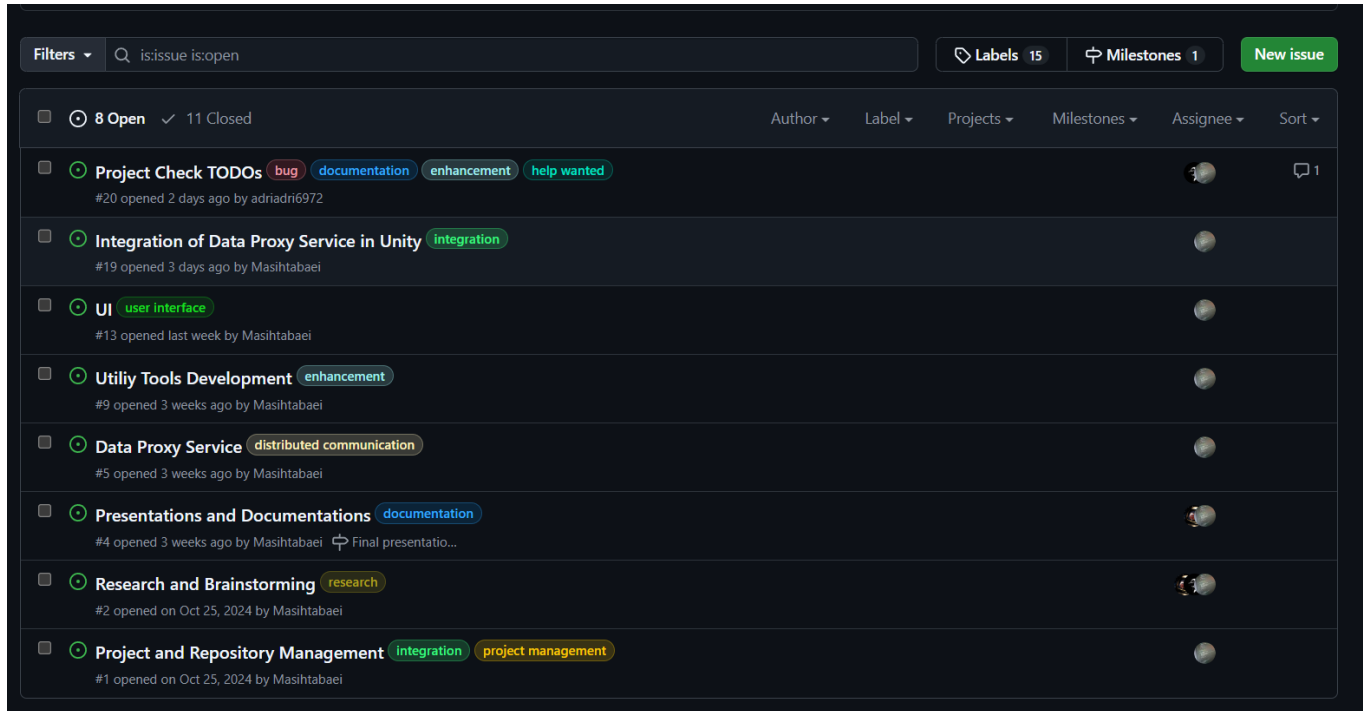 Filters is:issue is:open Labels 15 Milestones 1 New issue
8 Open 11 Closed Author Label Projects Milestones Assignee Sort
Project Check TODOs bug documentation enhancement help wanted 1
#20 opened 2 days ago by adriadri6972
Integration of Data Proxy Service in Unity integration
#19 opened 3 days ago by Masihtabaei
UI user interface
#13 opened last week by Masihtabaei
Utiliy Tools Development enhancement
#9 opened 3 weeks ago by Masihtabaei
Data Proxy Service distributed communication
#5 opened 3 weeks ago by Masihtabaei
Presentations and Documentations documentation
#4 opened 3 weeks ago by Masihtabaei Final presentatio...
Research and Brainstorming research
#2 opened on Oct 25, 2024 by Masihtabaei
Project and Repository Management integration project management
#1 opened on Oct 25, 2024 by Masihtabaei